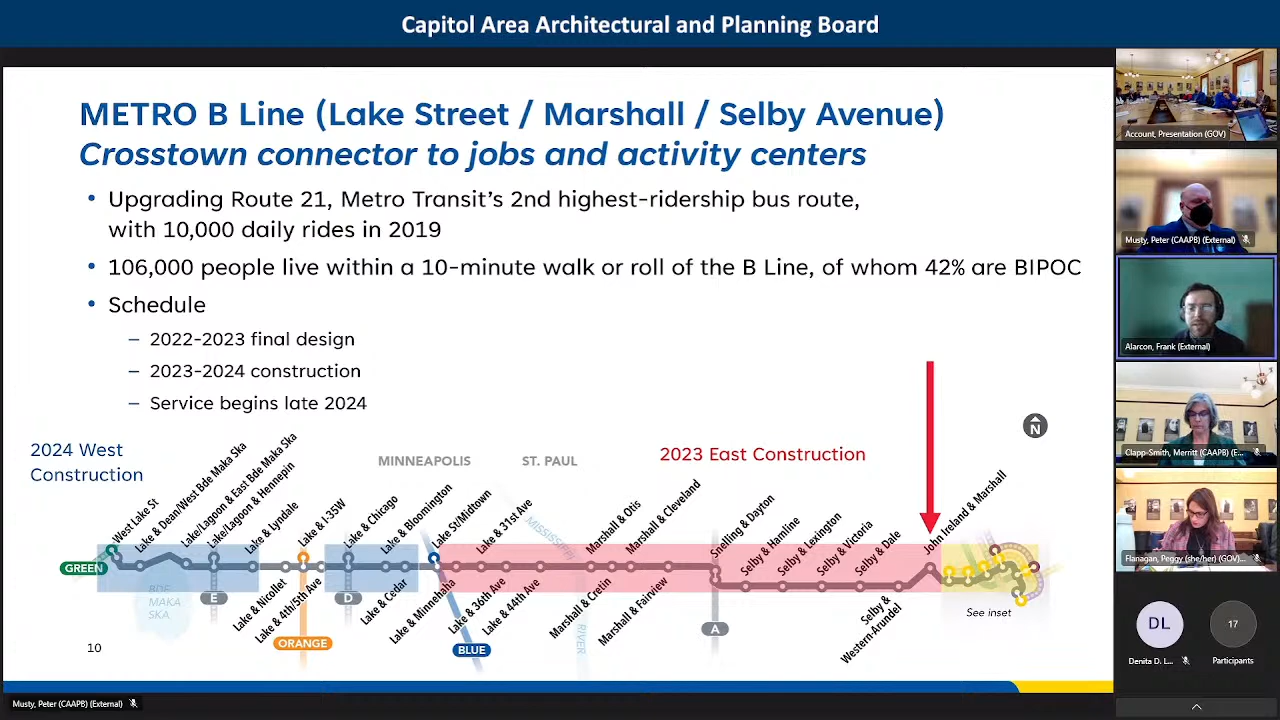 Capitol Area Architectural and Planning Board
METRO B Line (Lake Street / Marshall / Selby Avenue)
Crosstown connector to jobs and activity centers
• Upgrading Route 21, Metro Transit's 2nd highest-ridership bus route,
with 10,000 daily rides in 2019
• 106,000 people live within a 10-minute walk or roll of the B Line, of whom 42% are BIPOC
• Schedule
– 2022-2023 final design
– 2023-2024 construction
– Service begins late 2024
2024 West
Construction
MINNEAPOLIS
ST. PAUL
2023 East Construction
N
West Lake St
Lake & Dean/West Bde Maka Ska
Lake/Lagoon & East Bde Maka Ska
Lake/Lagoon & Hennepin
Lake & Lyndale
Lake & I-35W
Lake & Chicago
Lake & Bloomington
Lake St/Midtown
Lake & 31st Ave
MISSISSIPPI
Marshall & Otis
Marshall & Cleveland
Snelling & Dayton
Selby & Hamline
Selby & Lexington
Selby & Victoria
Selby & Dale
John Ireland & Marshall
GREEN
BDE
MAKA
SKA
E
Lake & Nicollet
Lake & 4th/5th Ave
D
Lake & Cedar
Lake & Minnehaha
Lake & 36th Ave
Lake & 44th Ave
RIVER
Marshall & Cretin
Marshall & Fairview
A
Selby &
Western-Arundel
See inset
ORANGE
BLUE
10
Account, Presentation (GOV)
Musty, Peter (CAAPB) (External)
Alarcon, Frank (External)
Clapp-Smith, Merritt (CAAPB) (E...
Flanagan, Peggy (she/her) (GOV)...
DL
17
Denita D. L...
Participants
Musty, Peter (CAAPB) (External)